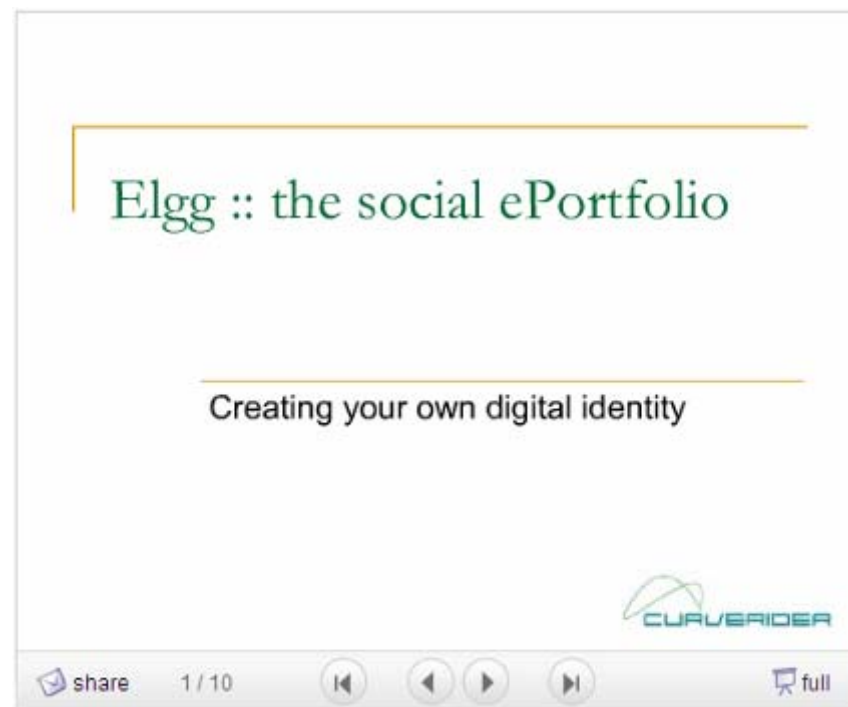 Elgg :: the social ePortfolio
Creating your own digital identity
CURVERIDER
share 1 / 10 full